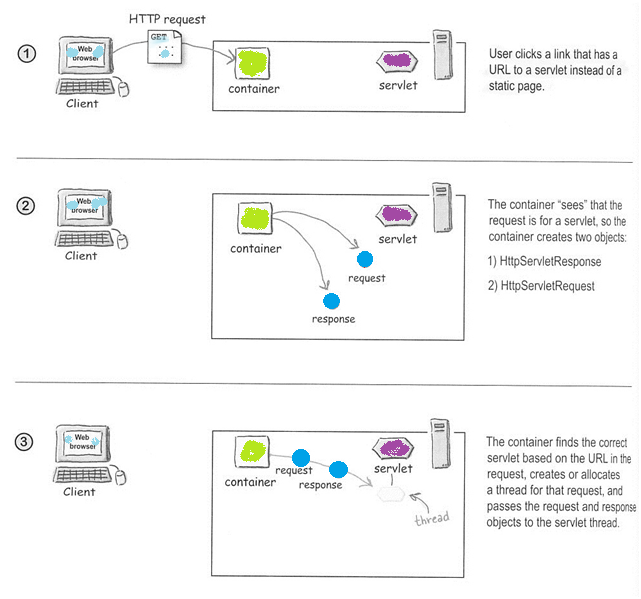 HTTP request
1
Web
browser
GET
...
Client
container
servlet
User clicks a link that has a
URL to a servlet instead of a
static page.
2
Web
browser
Client
container
servlet
request
response
The container “sees” that the
request is for a servlet, so the
container creates two objects:
1) HttpServletResponse
2) HttpServletRequest
3
Web
browser
Client
container
request
response
servlet
thread
The container finds the correct
servlet based on the URL in the
request, creates or allocates
a thread for that request, and
passes the request and response
objects to the servlet thread.